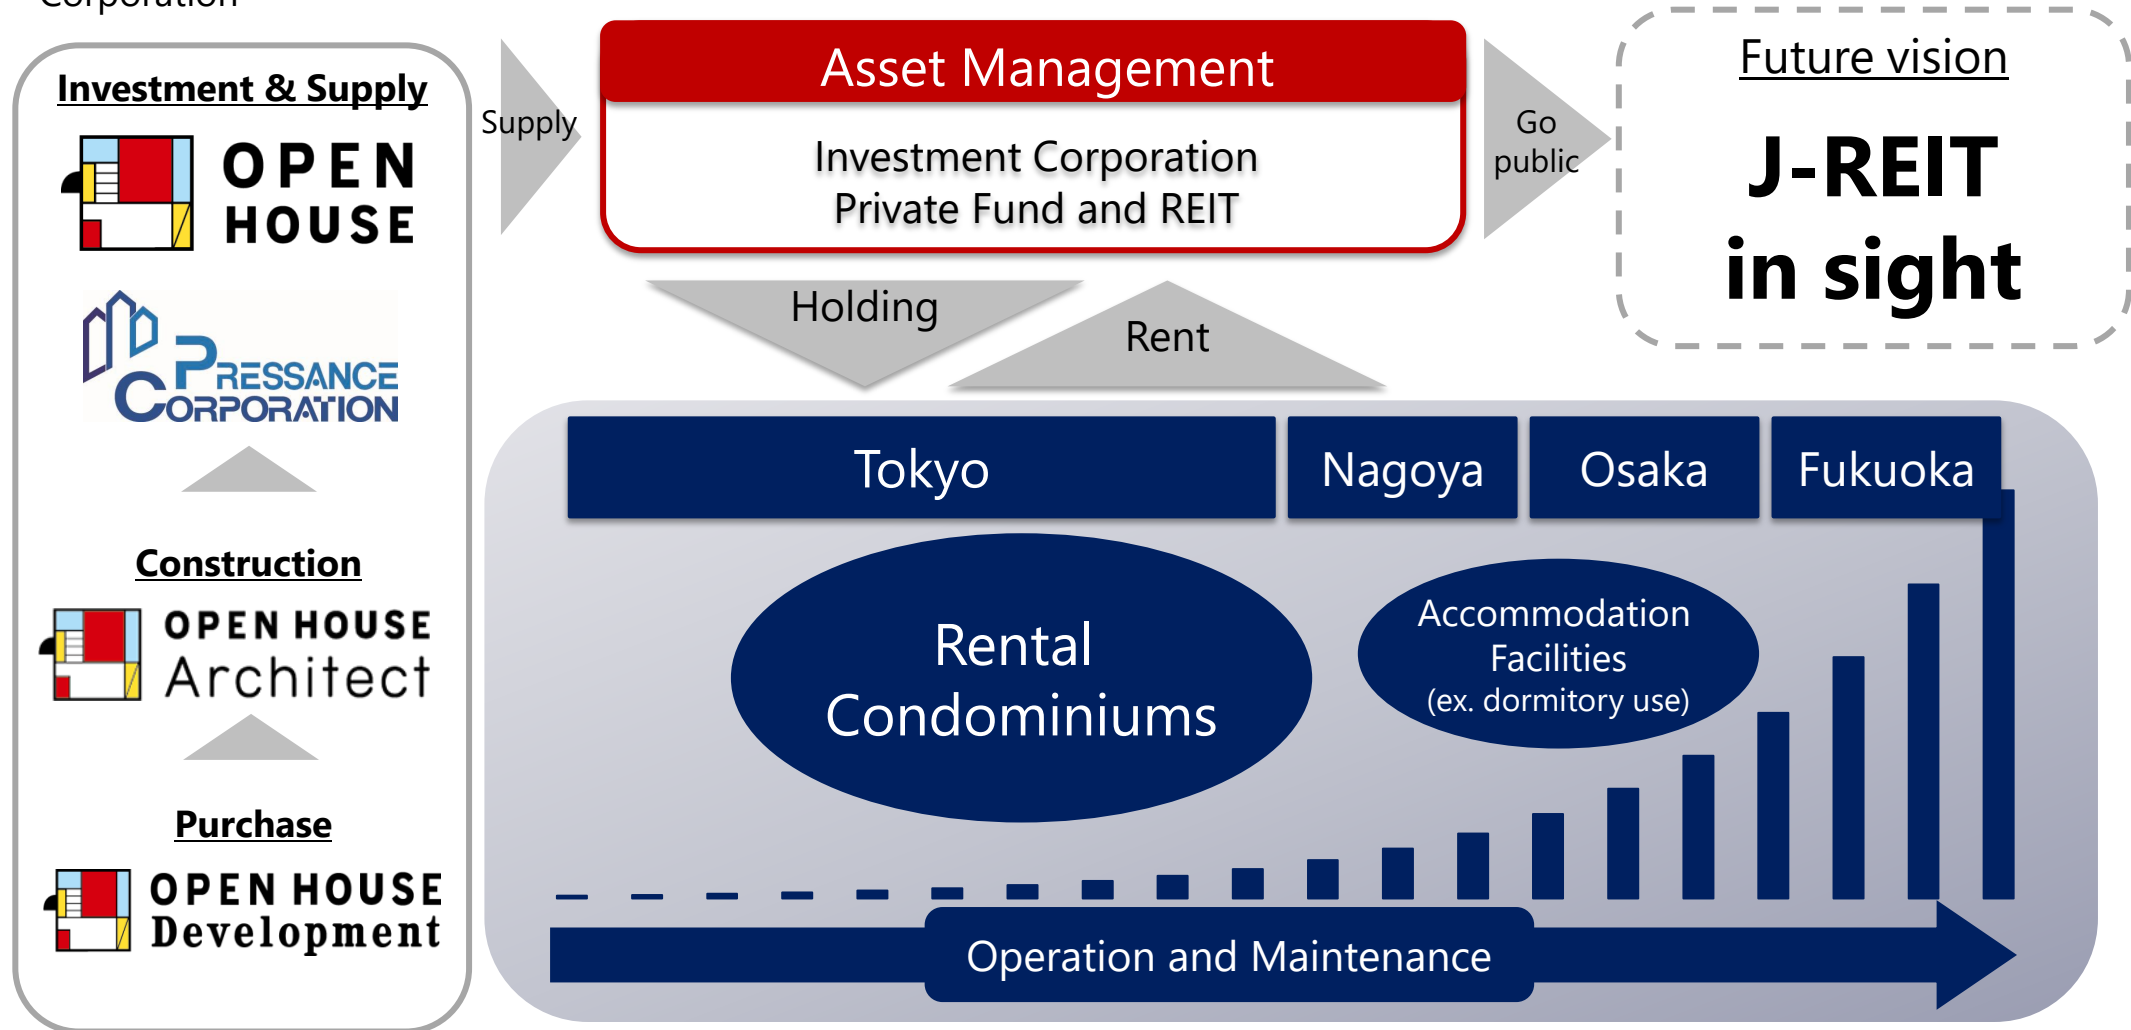 Corporation
Investment & Supply
OPEN
HOUSE
PRESSANCE
CORPORATION
Construction
OPEN HOUSE
Architect
Purchase
OPEN HOUSE
Development
Supply
Asset Management
Investment Corporation
Private Fund and REIT
Go
public
Future vision
J-REIT
in sight
Holding
Rent
Tokyo
Nagoya
Osaka
Fukuoka
Rental
Condominiums
Accommodation
Facilities
(ex. dormitory use)
Operation and Maintenance